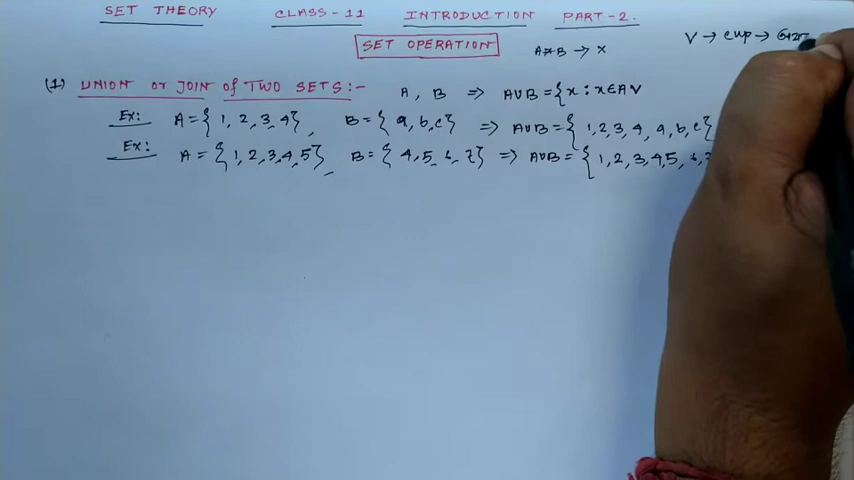 SET THEORY CLASS-11 INTRODUCTION PART-2.
SET OPERATION A*B → x V → cup →
(1) UNION or JOIN of TWO SETS:- A, B ⇒ A∪B = {x : x∈A V
Ex: A = {1, 2, 3, 4}, B = {a, b, c} ⇒ A∪B = {1, 2, 3, 4, a, b, c}
Ex: A = {1, 2, 3, 4, 5}, B = {4, 5, 6, 7} ⇒ A∪B = {1, 2, 3, 4, 5, 6, 7